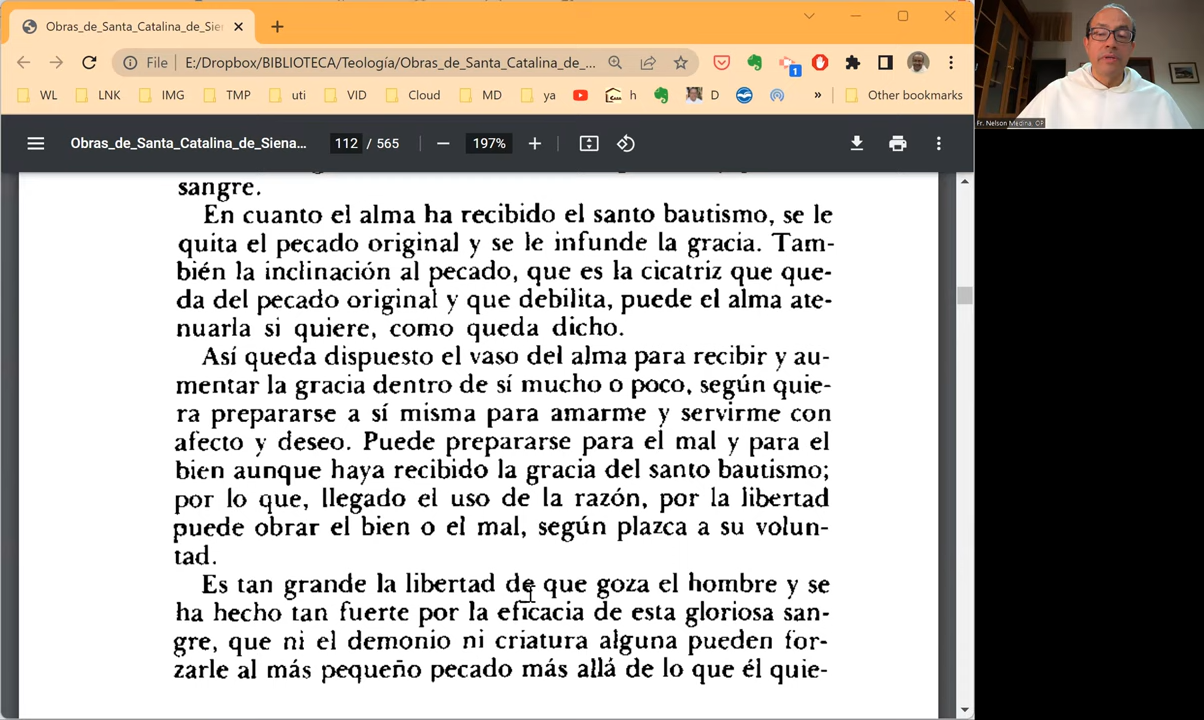 Obras_de_Santa_Catalina_de_Sie
File E:/Dropbox/BIBLIOTECA/Teología/Obras_de_Santa_Catalina_de_...
1
WL LNK IMG TMP uti VID Cloud MD ya h D » Other bookmarks
Obras_de_Santa_Catalina_de_Siena... 112 / 565 — 197% +
Fr. Nelson Medina, OP
sangre.
En cuanto el alma ha recibido el santo bautismo, se le
quita el pecado original y se le infunde la gracia. Tam-
bién la inclinación al pecado, que es la cicatriz que que-
da del pecado original y que debilita, puede el alma ate-
nuarla si quiere, como queda dicho.
Así queda dispuesto el vaso del alma para recibir y au-
mentar la gracia dentro de sí mucho o poco, según quie-
ra prepararse a sí misma para amarme y servirme con
afecto y deseo. Puede prepararse para el mal y para el
bien aunque haya recibido la gracia del santo bautismo;
por lo que, llegado el uso de la razón, por la libertad
puede obrar el bien o el mal, según plazca a su volun-
tad.
Es tan grande la libertad de que goza el hombre y se
ha hecho tan fuerte por la eficacia de esta gloriosa san-
gre, que ni el demonio ni criatura alguna pueden for-
zarle al más pequeño pecado más allá de lo que él quie-